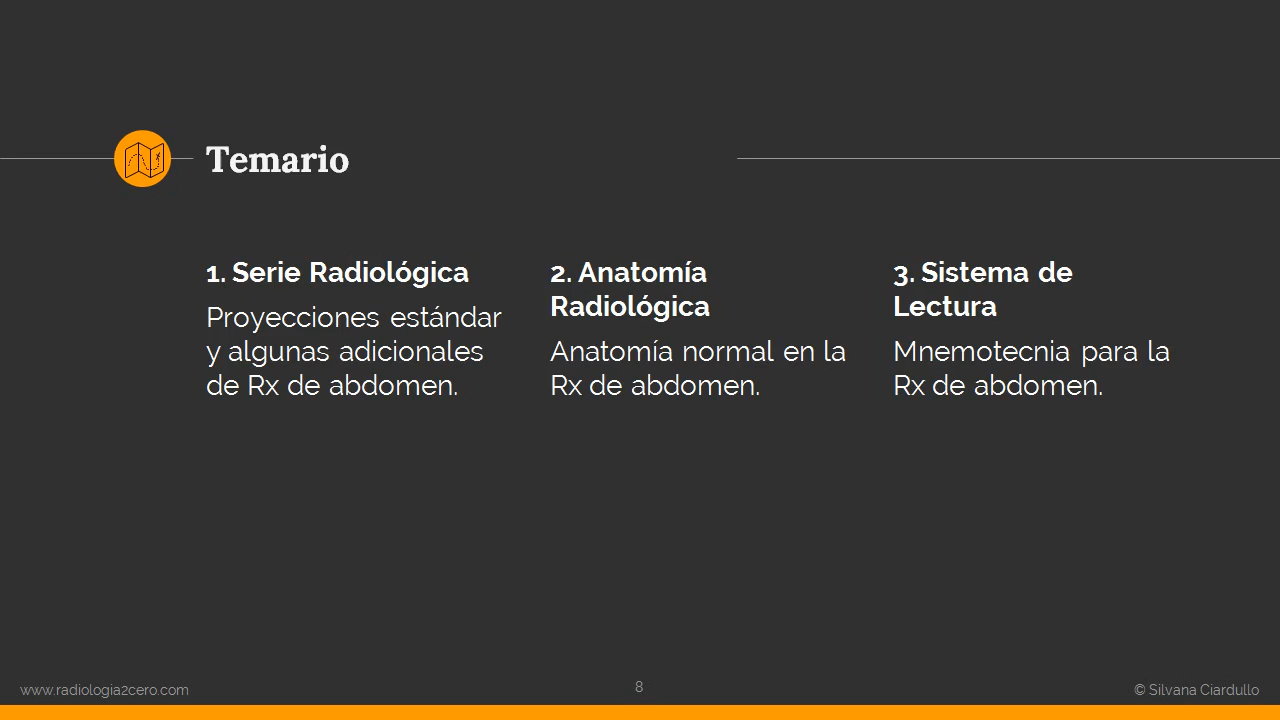 Temario
1. Serie Radiológica
Proyecciones estándar
y algunas adicionales
de Rx de abdomen.
2. Anatomía
Radiológica
Anatomía normal en la
Rx de abdomen.
3. Sistema de
Lectura
Mnemotecnia para la
Rx de abdomen.
www.radiologia2cero.com
8
© Silvana Ciardullo